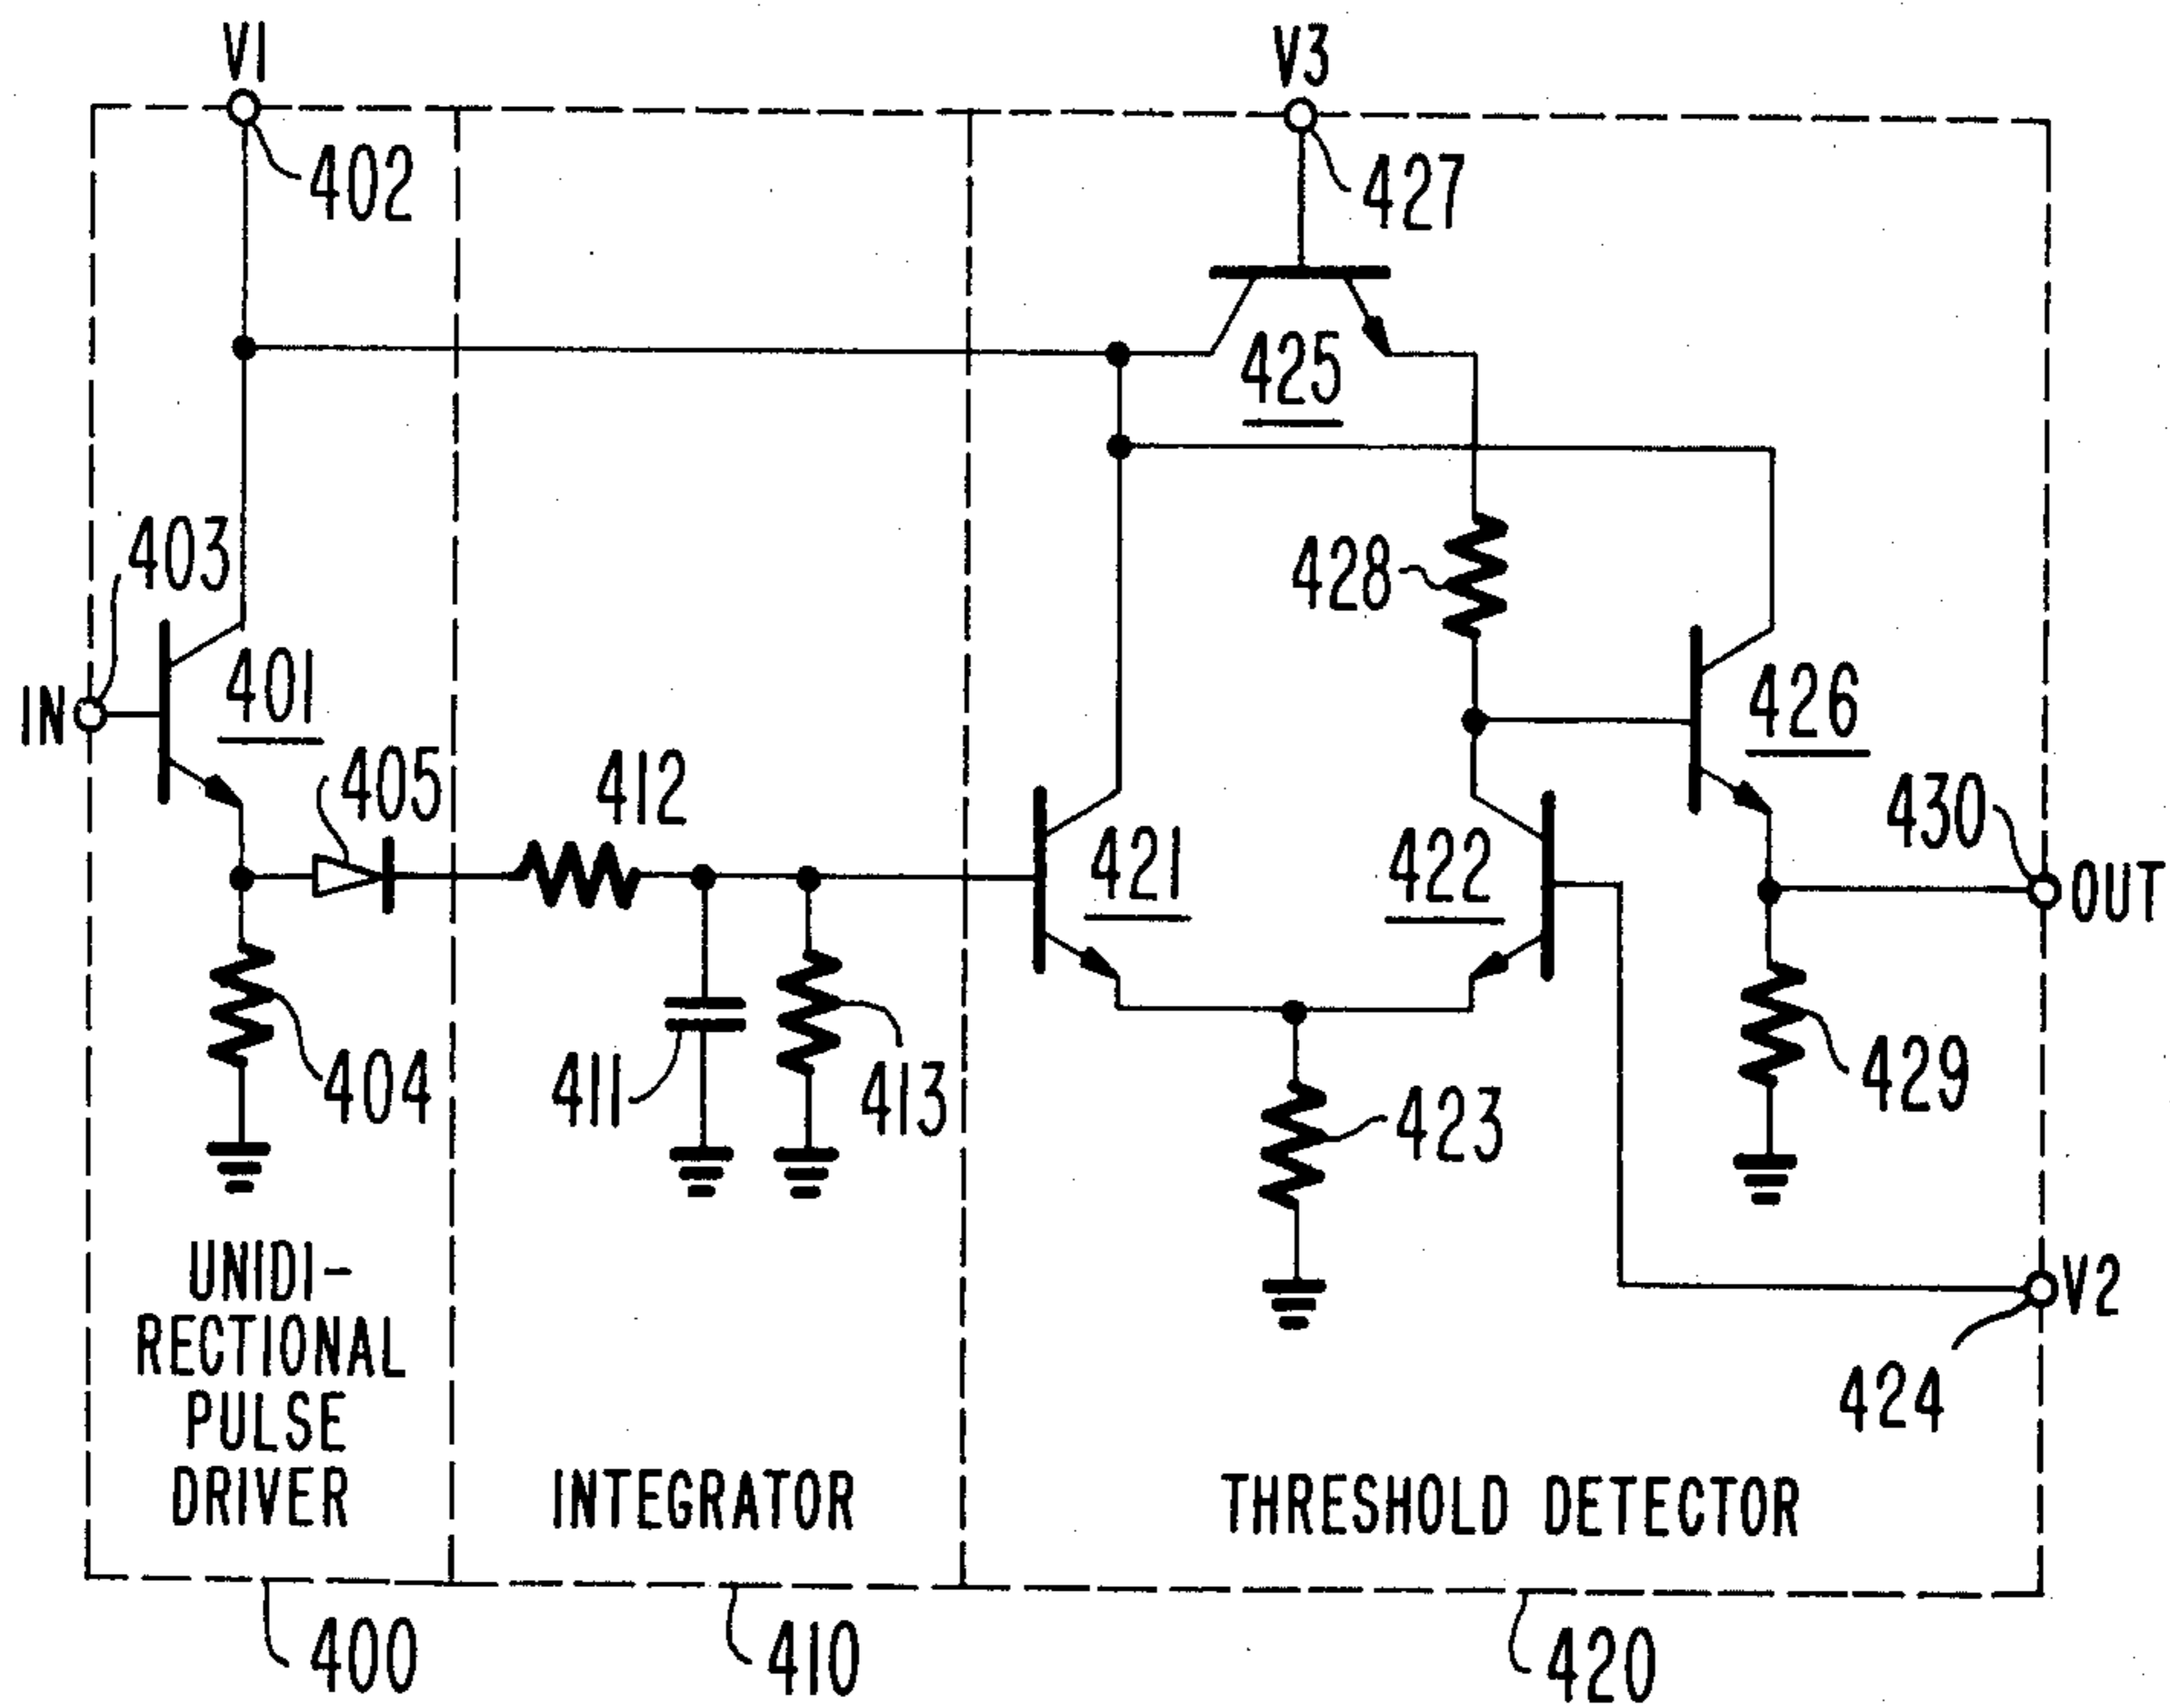 V1
V3
402
427
425
403
428
IN
401
426
405
412
430
421
422
OUT
404
411
413
423
429
V2
424
UNIDI-
RECTIONAL
PULSE
DRIVER
INTEGRATOR
THRESHOLD DETECTOR
400
410
420